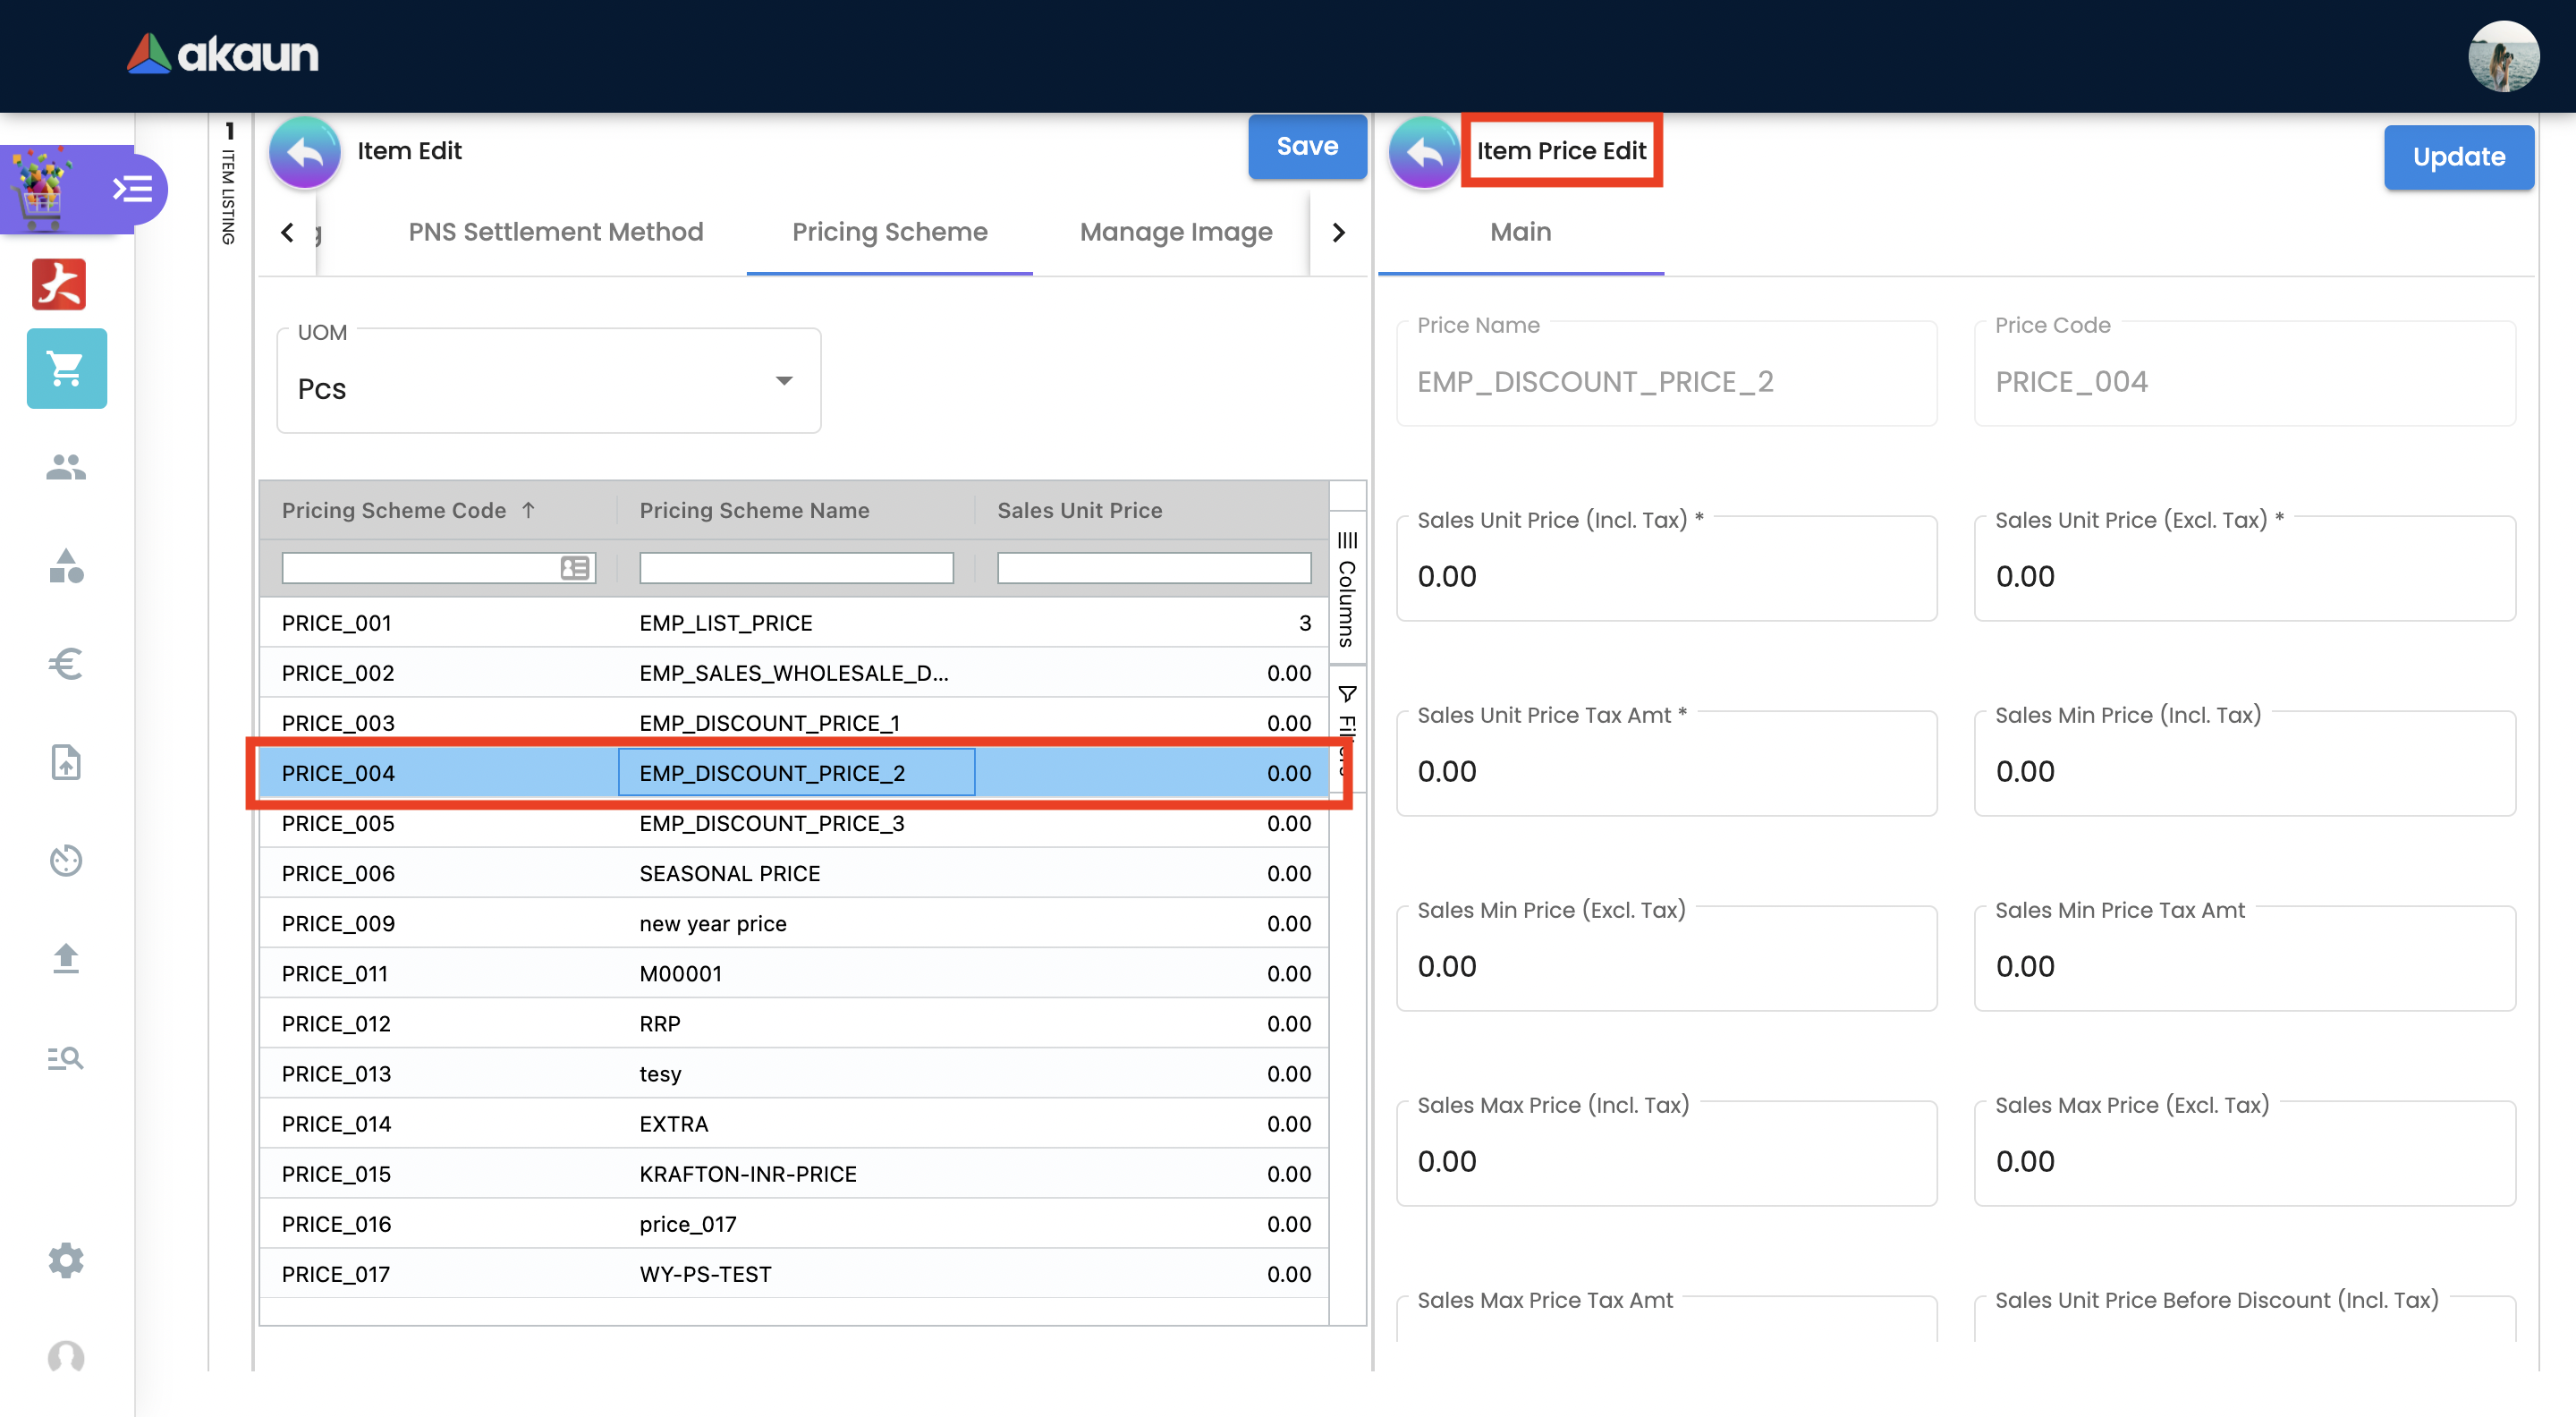 akaun
1 ITEM LISTING
Item Edit
Save
g
PNS Settlement Method
Pricing Scheme
Manage Image
UOM
Pcs
Pricing Scheme Code ↑
Pricing Scheme Name
Sales Unit Price
PRICE_001 EMP_LIST_PRICE 3
PRICE_002 EMP_SALES_WHOLESALE_D... 0.00
PRICE_003 EMP_DISCOUNT_PRICE_1 0.00
PRICE_004 EMP_DISCOUNT_PRICE_2 0.00
PRICE_005 EMP_DISCOUNT_PRICE_3 0.00
PRICE_006 SEASONAL PRICE 0.00
PRICE_009 new year price 0.00
PRICE_011 M00001 0.00
PRICE_012 RRP 0.00
PRICE_013 tesy 0.00
PRICE_014 EXTRA 0.00
PRICE_015 KRAFTON-INR-PRICE 0.00
PRICE_016 price_017 0.00
PRICE_017 WY-PS-TEST 0.00
Columns
Filters
Item Price Edit
Update
Main
Price Name
EMP_DISCOUNT_PRICE_2
Price Code
PRICE_004
Sales Unit Price (Incl. Tax) *
0.00
Sales Unit Price (Excl. Tax) *
0.00
Sales Unit Price Tax Amt *
0.00
Sales Min Price (Incl. Tax)
0.00
Sales Min Price (Excl. Tax)
0.00
Sales Min Price Tax Amt
0.00
Sales Max Price (Incl. Tax)
0.00
Sales Max Price (Excl. Tax)
0.00
Sales Max Price Tax Amt
Sales Unit Price Before Discount (Incl. Tax)